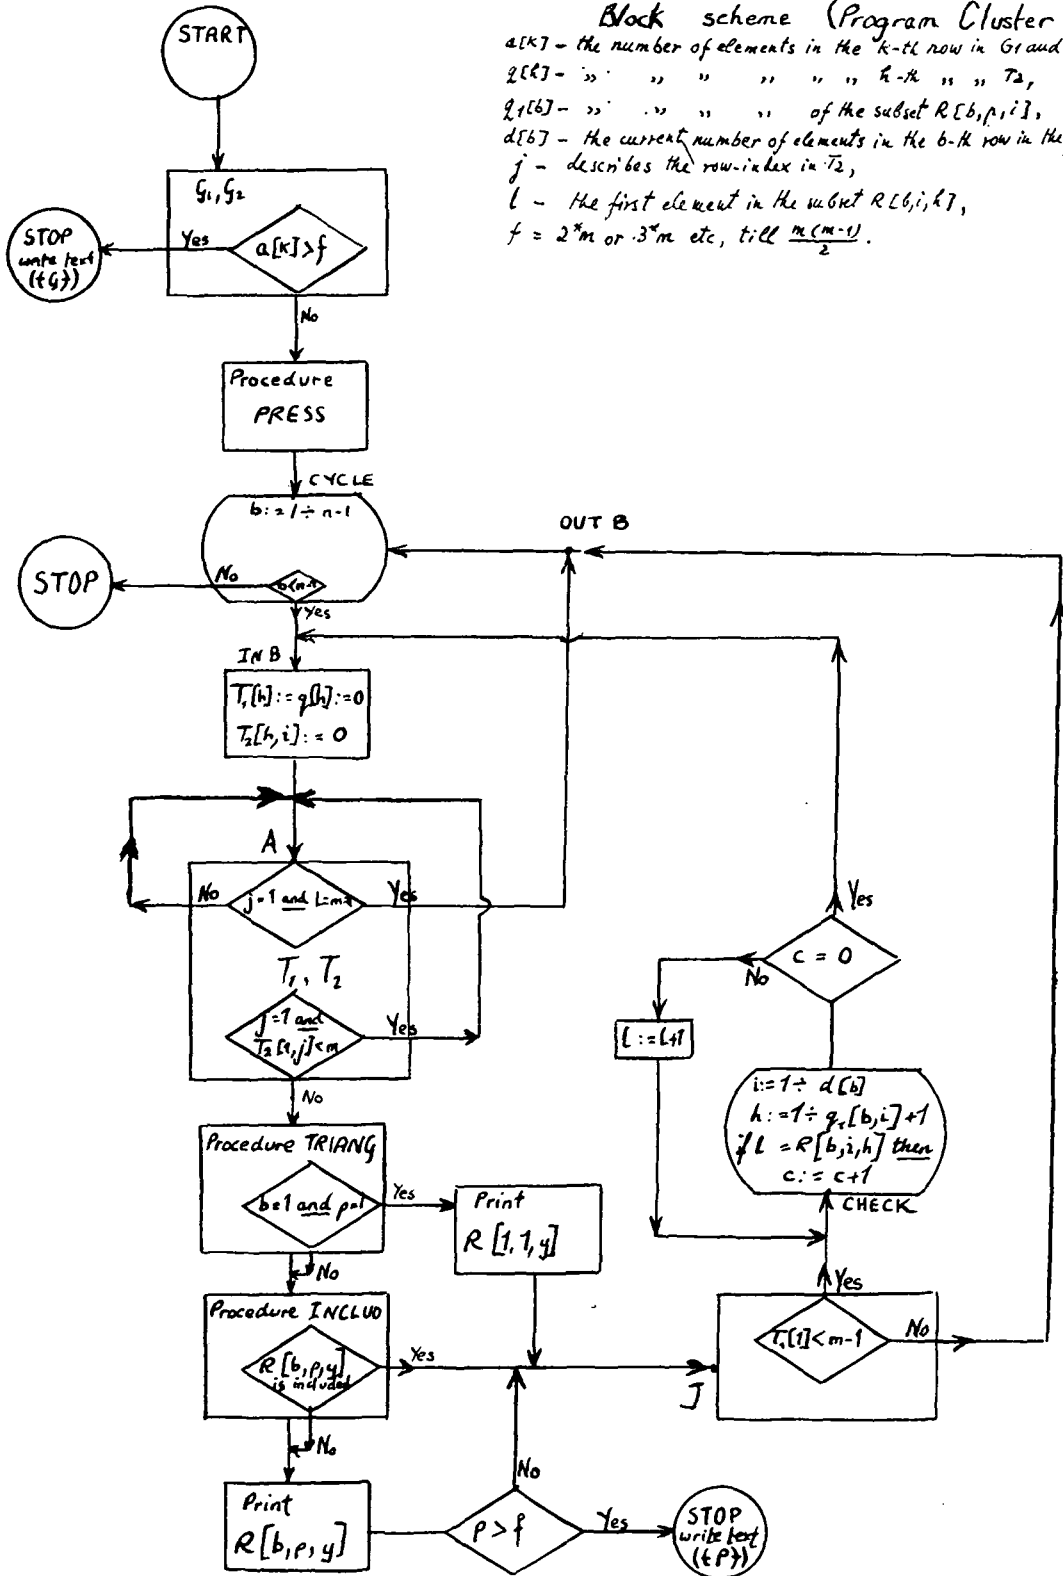 Block scheme (Program Cluster
a[k] - the number of elements in the k-th row in G1 and
q[h] - ,, ,, ,, ,, ,, ,, h-th ,, ,, T2,
q1[b] - ,, ,, ,, ,, of the subset R[b,p,i],
d[b] - the current number of elements in the b-th row in the
j - describes the row-index in T2,
l - the first element in the subset R[b,i,h],
f = 2*m or 3*m etc, till m(m-1)/2.
START
G1, G2
STOP
write text
(≮G≯)
Yes
a[k]>f
No
Procedure
PRESS
CYCLE
b:=1÷n-1
OUT B
STOP
No
Yes
IN B
T1[h]:=q[h]:=0
T2[h,i]:=0
A
No
j=1 and
Yes
T1, T2
j=1 and
T2[1,j]<m
Yes
No
Yes
c = 0
No
l:=l+1
i:=1÷ d[b]
h:=1÷ q1[b,i]+1
if l =R[b,i,h] then
c:= c+1
CHECK
Procedure TRIANG
b=1 and p=1
Yes
No
Print
R[1,1,y]
Procedure INCLUD
R[b,p,y]
is included
Yes
No
J
Yes
T1[1]<m-1
No
Print
R[b,p,y]
No
p>f
Yes
STOP
write text
(≮P≯)